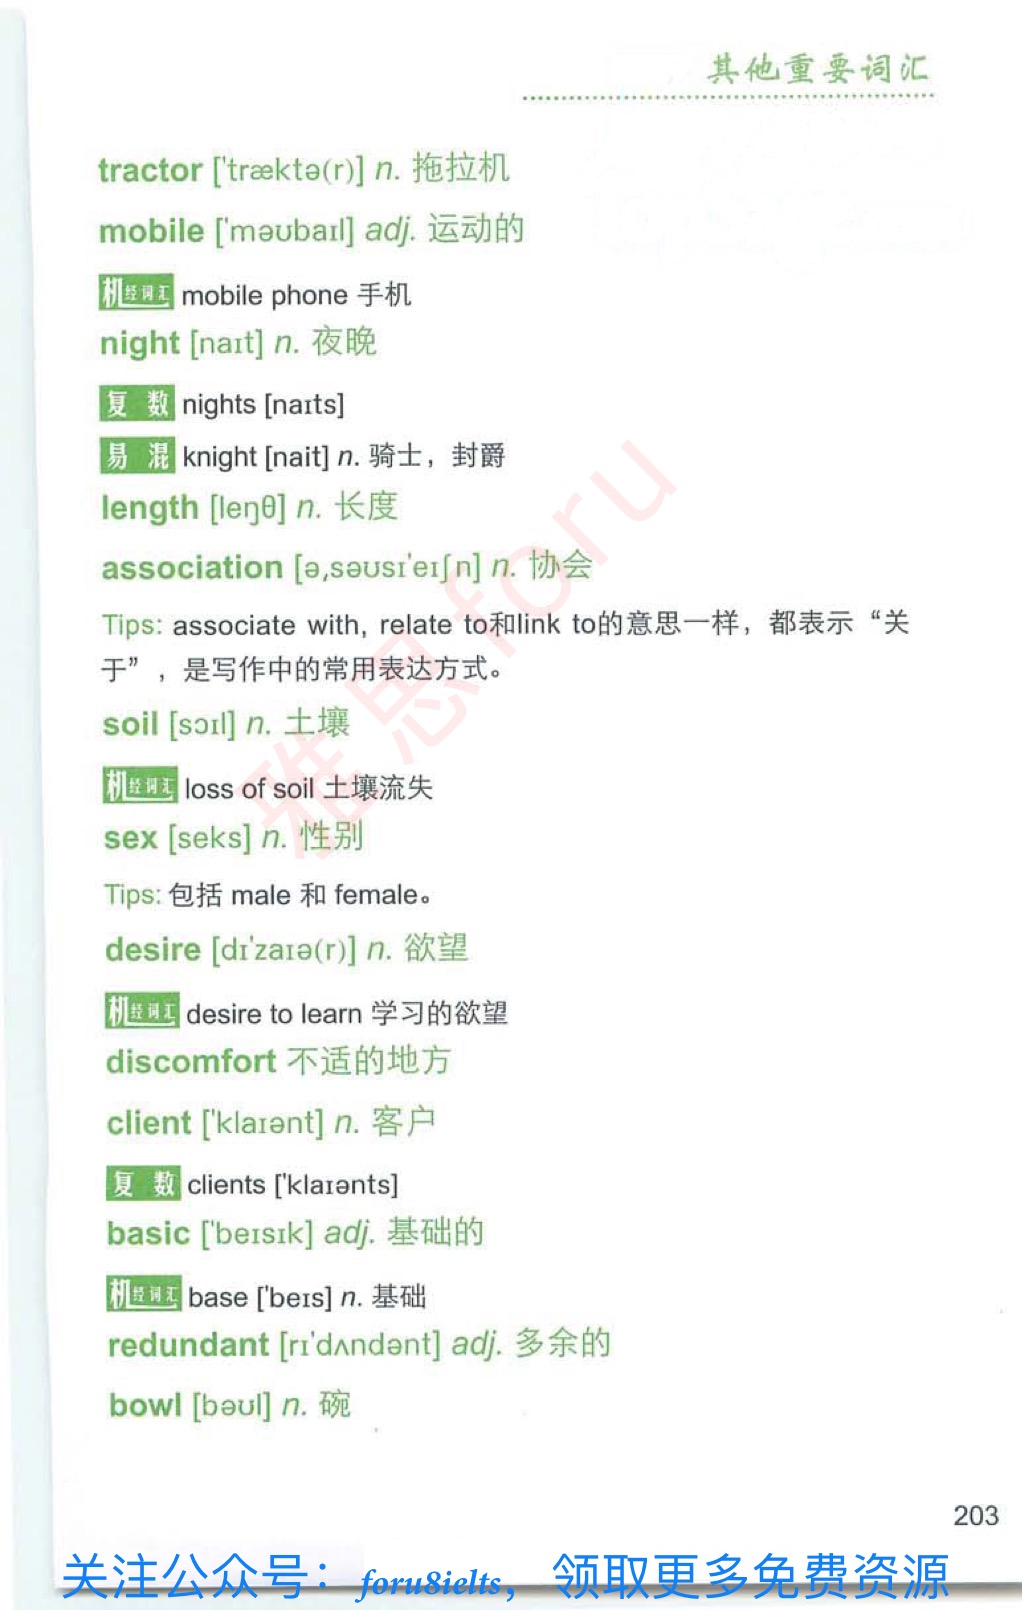 其他重要词汇
tractor ['træktə(r)] n. 拖拉机
mobile ['məʊbaɪl] adj. 运动的
机经词汇 mobile phone 手机
night [naɪt] n. 夜晚
复数 nights [naɪts]
易混 knight [nait] n. 骑士，封爵
length [leŋθ] n. 长度
association [ə,səʊsɪ'eɪʃn] n. 协会
Tips: associate with, relate to和link to的意思一样，都表示“关
于”，是写作中的常用表达方式。
soil [sɔɪl] n. 土壤
机经词汇 loss of soil 土壤流失
sex [seks] n. 性别
Tips: 包括 male 和 female。
desire [dɪ'zaɪə(r)] n. 欲望
机经词汇 desire to learn 学习的欲望
discomfort 不适的地方
client ['klaɪənt] n. 客户
复数 clients ['klaɪənts]
basic ['beɪsɪk] adj. 基础的
机经词汇 base ['beɪs] n. 基础
redundant [rɪ'dʌndənt] adj. 多余的
bowl [bəʊl] n. 碗
雅思foru
203
关注公众号：foru8ielts，领取更多免费资源